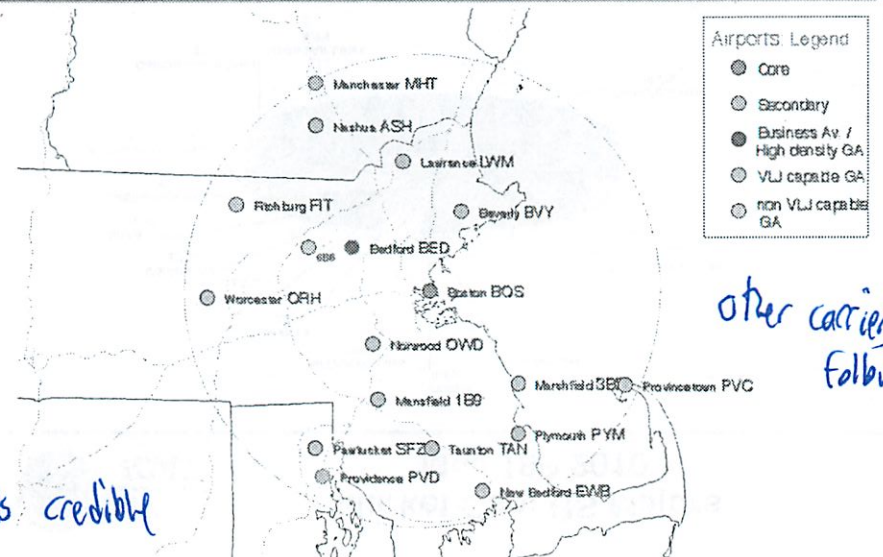 Airports: Legend
Core
Secondary
Business Av. /
High density GA
VLJ capable GA
non VLJ capable
GA
Manchester MHT
Nashua ASH
Lawrence LWM
Fitchburg FIT
Beverly BVY
6B6
Bedford BED
Worcester ORH
Boston BOS
other carrier
Norwood OWD
Marshfield 3B
Provincetown PVC
Mansfield 1B9
Plymouth PYM
Pawtucket SFZ
Taunton TAN
Providence PVD
New Bedford EWB
s credible